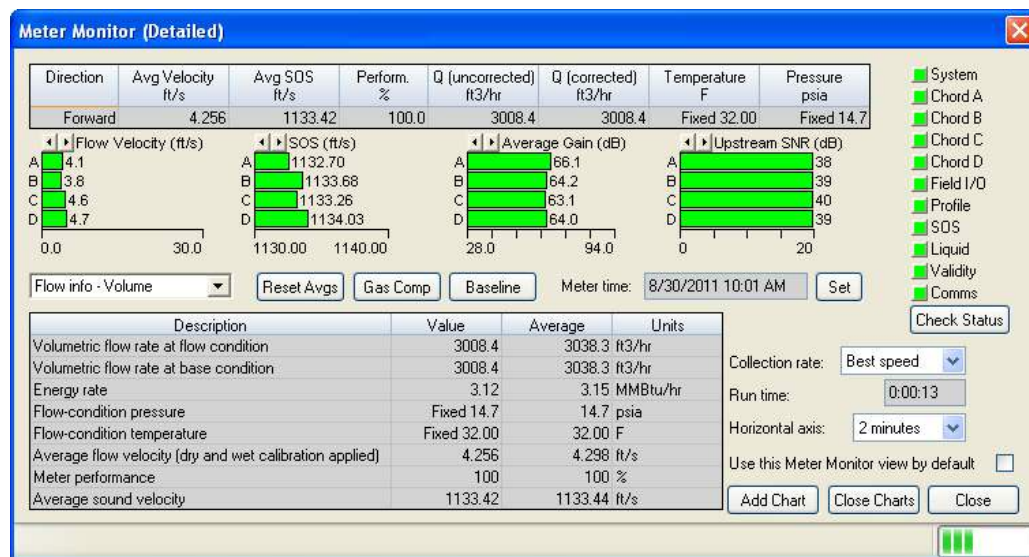 Meter Monitor (Detailed)
Direction Avg Velocity ft/s Avg SOS ft/s Perform. % Q (uncorrected) ft3/hr Q (corrected) ft3/hr Temperature F Pressure psia
Forward 4.256 1133.42 100.0 3008.4 3008.4 Fixed 32.00 Fixed 14.7
Flow Velocity (ft/s)
A 4.1
B 3.8
C 4.6
D 4.7
0.0 30.0
SOS (ft/s)
A 1132.70
B 1133.68
C 1133.26
D 1134.03
1130.00 1140.00
Average Gain (dB)
A 66.1
B 64.2
C 63.1
D 64.0
28.0 94.0
Upstream SNR (dB)
A 38
B 39
C 40
D 39
0 20
System
Chord A
Chord B
Chord C
Chord D
Field I/O
Profile
SOS
Liquid
Validity
Comms
Check Status
Flow info - Volume Reset Avgs Gas Comp Baseline Meter time: 8/30/2011 10:01 AM Set
Description Value Average Units
Volumetric flow rate at flow condition 3008.4 3038.3 ft3/hr
Volumetric flow rate at base condition 3008.4 3038.3 ft3/hr
Energy rate 3.12 3.15 MMBtu/hr
Flow-condition pressure Fixed 14.7 14.7 psia
Flow-condition temperature Fixed 32.00 32.00 F
Average flow velocity (dry and wet calibration applied) 4.256 4.298 ft/s
Meter performance 100 100 %
Average sound velocity 1133.42 1133.44 ft/s
Collection rate: Best speed
Run time: 0:00:13
Horizontal axis: 2 minutes
Use this Meter Monitor view by default
Add Chart Close Charts Close